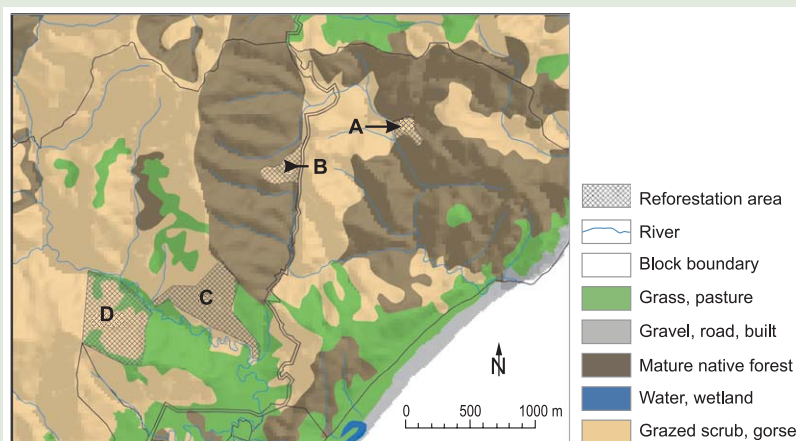 A
B
C
D
N
0 500 1000 m
Reforestation area
River
Block boundary
Grass, pasture
Gravel, road, built
Mature native forest
Water, wetland
Grazed scrub, gorse